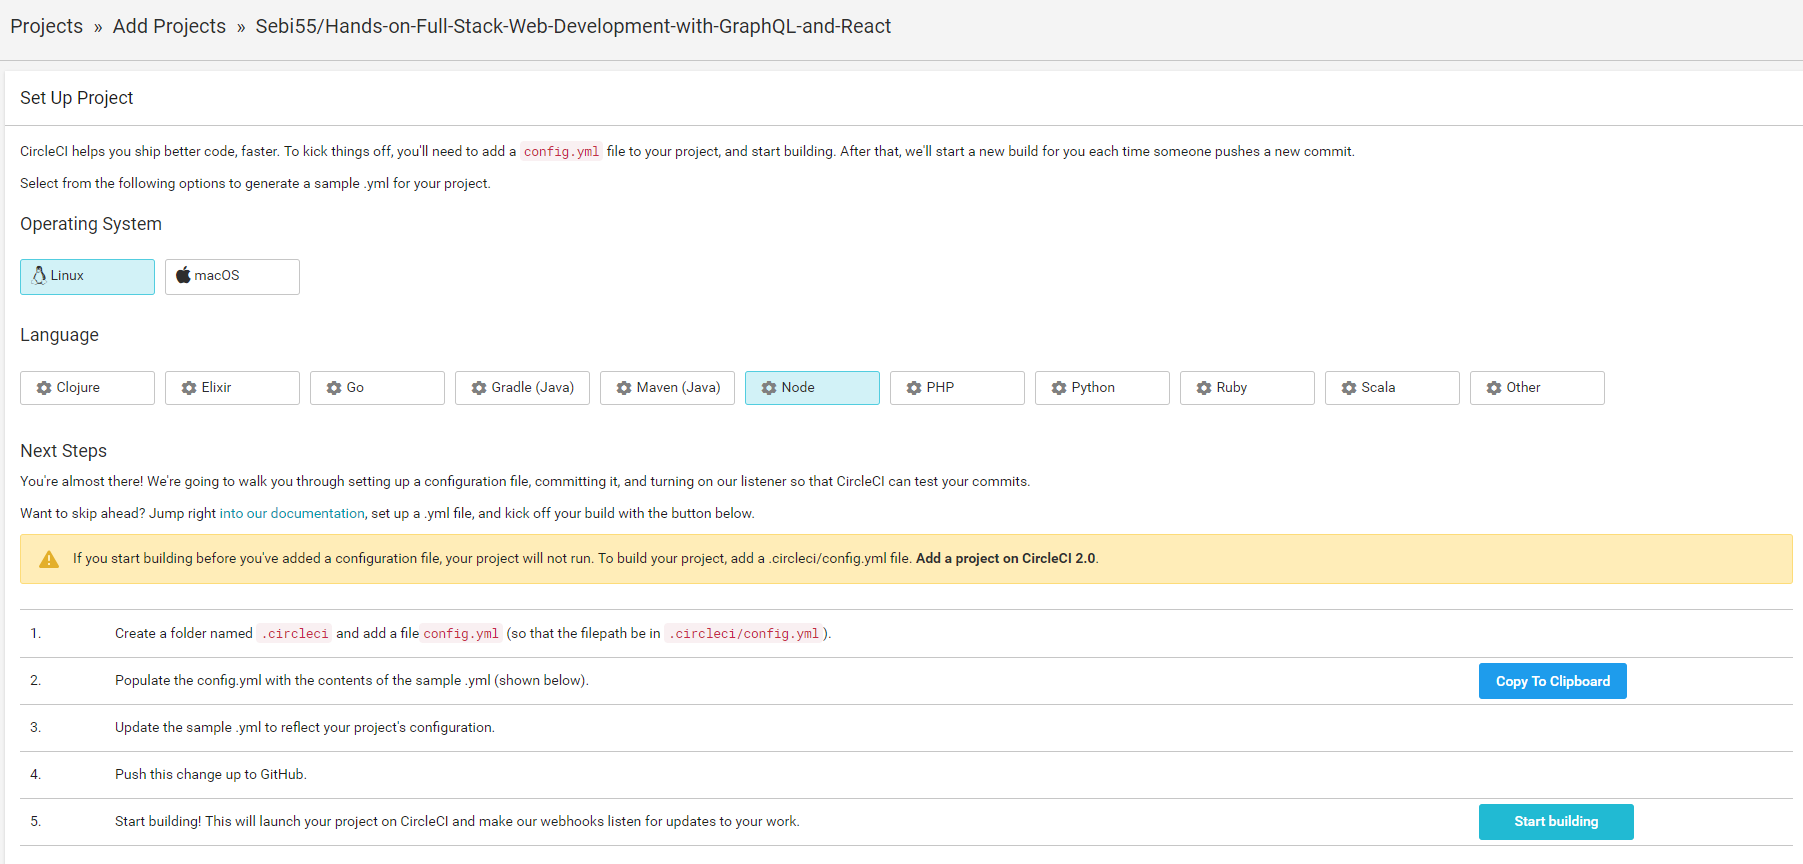 Projects » Add Projects » Sebi55/Hands-on-Full-Stack-Web-Development-with-GraphQL-and-React
Set Up Project
CircleCI helps you ship better code, faster. To kick things off, you'll need to add a config.yml file to your project, and start building. After that, we'll start a new build for you each time someone pushes a new commit.
Select from the following options to generate a sample .yml for your project.
Operating System
Linux macOS
Language
Clojure Elixir Go Gradle (Java) Maven (Java) Node PHP Python Ruby Scala Other
Next Steps
You're almost there! We're going to walk you through setting up a configuration file, committing it, and turning on our listener so that CircleCI can test your commits.
Want to skip ahead? Jump right into our documentation, set up a .yml file, and kick off your build with the button below.
If you start building before you've added a configuration file, your project will not run. To build your project, add a .circleci/config.yml file. Add a project on CircleCI 2.0.
1. Create a folder named .circleci and add a file config.yml (so that the filepath be in .circleci/config.yml ).
2. Populate the config.yml with the contents of the sample .yml (shown below). Copy To Clipboard
3. Update the sample .yml to reflect your project's configuration.
4. Push this change up to GitHub.
5. Start building! This will launch your project on CircleCI and make our webhooks listen for updates to your work. Start building